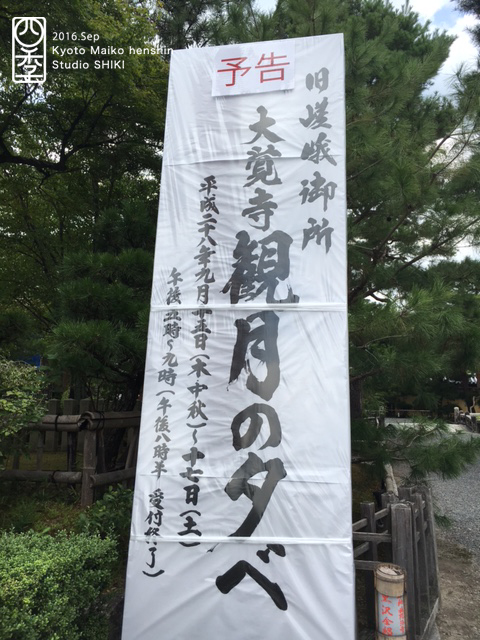 四季
2016.Sep
Kyoto Maiko henshin
Studio SHIKI
予告
旧嵯峨御所
大覚寺 観月の夕べ
平成二十八年九月十五日(木中秋)~十七日(土)
午後五時~九時(午後八時半 受付終了)